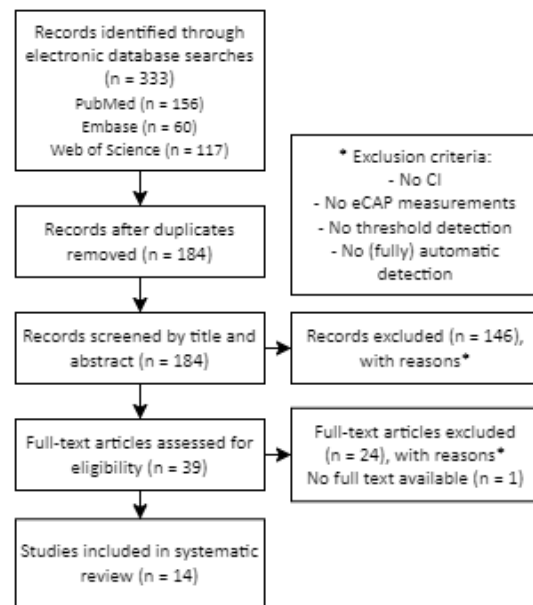 Records identified through
electronic database searches
(n = 333)
PubMed (n = 156)
Embase (n = 60)
Web of Science (n = 117)
* Exclusion criteria:
- No CI
- No eCAP measurements
- No threshold detection
- No (fully) automatic
detection
Records after duplicates
removed (n = 184)
Records screened by title and
abstract (n = 184)
Records excluded (n = 146),
with reasons*
Full-text articles assessed for
eligibility (n = 39)
Full-text articles excluded
(n = 24), with reasons*
No full text available (n = 1)
Studies included in systematic
review (n = 14)